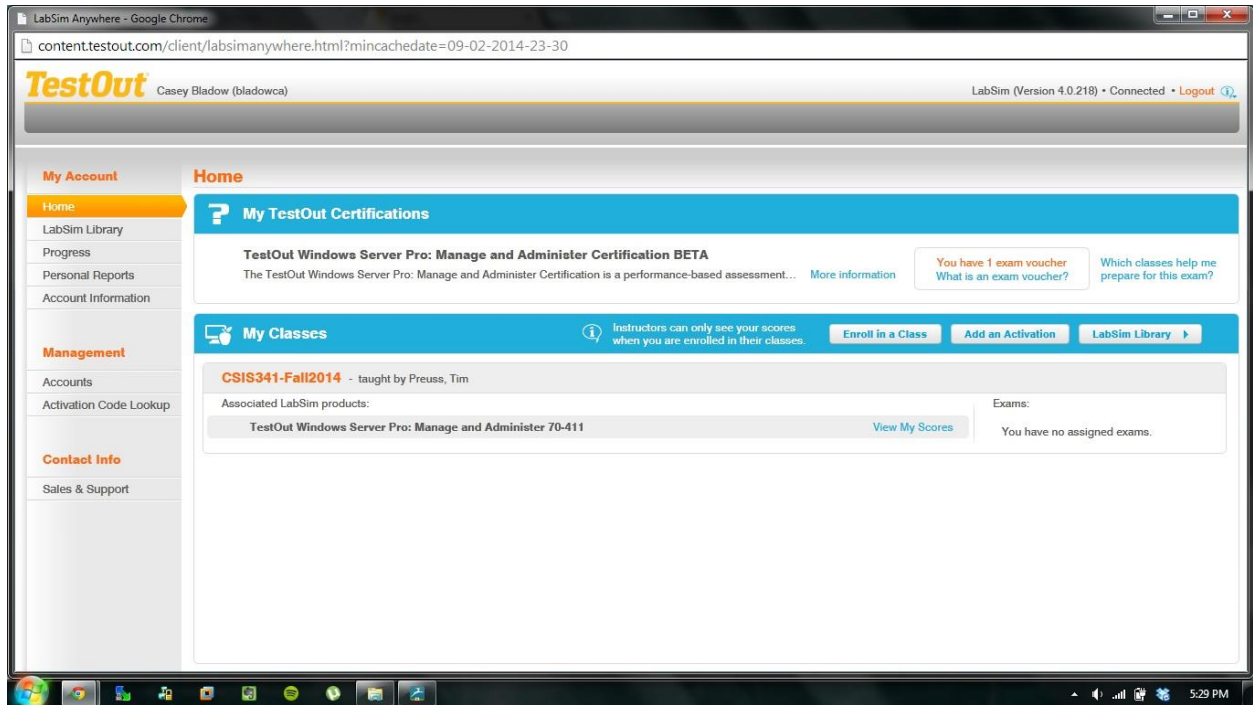 LabSim Anywhere - Google Chrome
content.testout.com/client/labsimanywhere.html?mincachedate=09-02-2014-23-30
TestOut Casey Bladow (bladowca) LabSim (Version 4.0.218) • Connected • Logout
My Account
Home
LabSim Library
Progress
Personal Reports
Account Information
Management
Accounts
Activation Code Lookup
Contact Info
Sales & Support
Home
My TestOut Certifications
TestOut Windows Server Pro: Manage and Administer Certification BETA
The TestOut Windows Server Pro: Manage and Administer Certification is a performance-based assessment... More information
You have 1 exam voucher
What is an exam voucher?
Which classes help me
prepare for this exam?
My Classes
Instructors can only see your scores
when you are enrolled in their classes.
Enroll in a Class
Add an Activation
LabSim Library
CSIS341-Fall2014 - taught by Preuss, Tim
Associated LabSim products:
TestOut Windows Server Pro: Manage and Administer 70-411 View My Scores
Exams:
You have no assigned exams.
5:29 PM